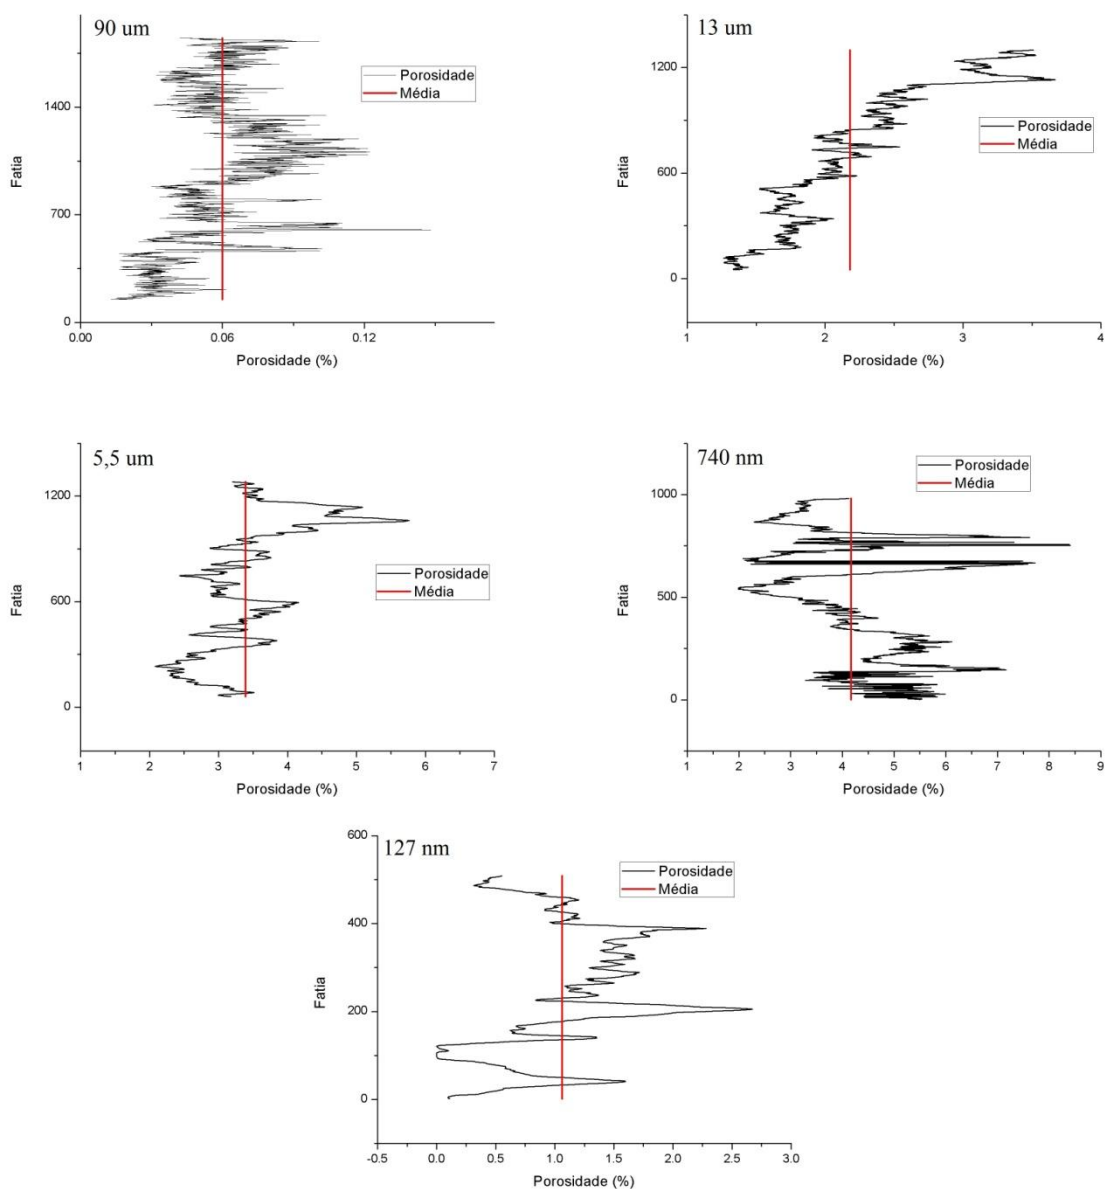 90 um
Porosidade
Média
1400
700
0
Fatia
0.00
0.06
0.12
Porosidade (%)
13 um
Porosidade
Média
1200
600
0
Fatia
1
2
3
4
Porosidade (%)
5,5 um
Porosidade
Média
1200
600
0
Fatia
1
2
3
4
5
6
7
Porosidade (%)
740 nm
Porosidade
Média
1000
500
0
Fatia
1
2
3
4
5
6
7
8
9
Porosidade (%)
127 nm
Porosidade
Média
600
400
200
0
Fatia
-0.5
0.0
0.5
1.0
1.5
2.0
2.5
3.0
Porosidade (%)